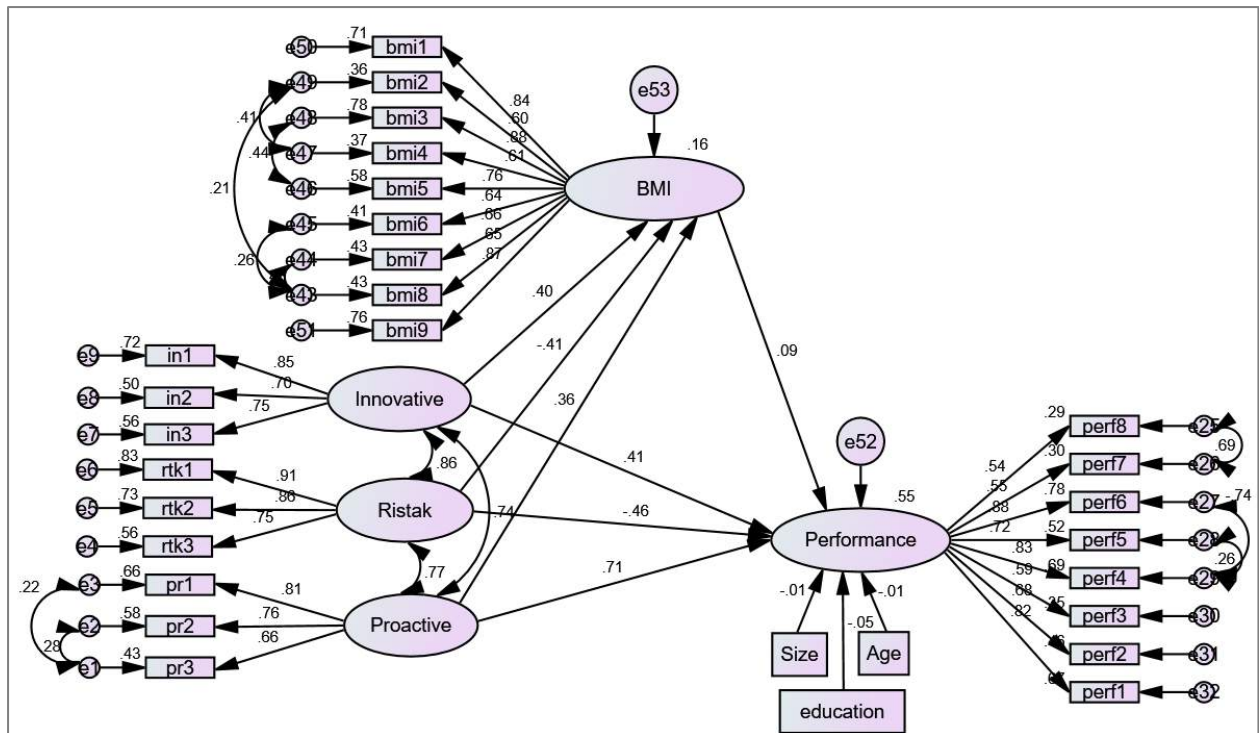 e50 .71 bmi1
e49 .36 bmi2
e48 .78 bmi3
e47 .37 bmi4
e46 .58 bmi5
e45 .41 bmi6
e44 .43 bmi7
e43 .43 bmi8
e51 .76 bmi9
.41
.44
.21
.26
.84
.60
.88
.61
.76
.64
.66
.65
.87
e53
.16
BMI
e9 .72 in1
e8 .50 in2
e7 .56 in3
e6 .83 rtk1
e5 .73 rtk2
e4 .56 rtk3
e3 .66 pr1
e2 .58 pr2
e1 .43 pr3
.22
.28
.85
.70
.75
.91
.86
.75
.81
.76
.66
Innovative
Ristak
Proactive
.86
.77
.74
.40
-.41
.36
.09
.41
-.46
.71
e52
.55
Performance
-.01
-.05
-.01
Size
Age
education
.54
.55
.88
.72
.83
.59
.68
.82
.29 perf8 e25
.30 perf7 e26
.78 perf6 e27
.52 perf5 e28
.69 perf4 e29
.35 perf3 e30
.46 perf2 e31
.67 perf1 e32
.69
-.74
.26